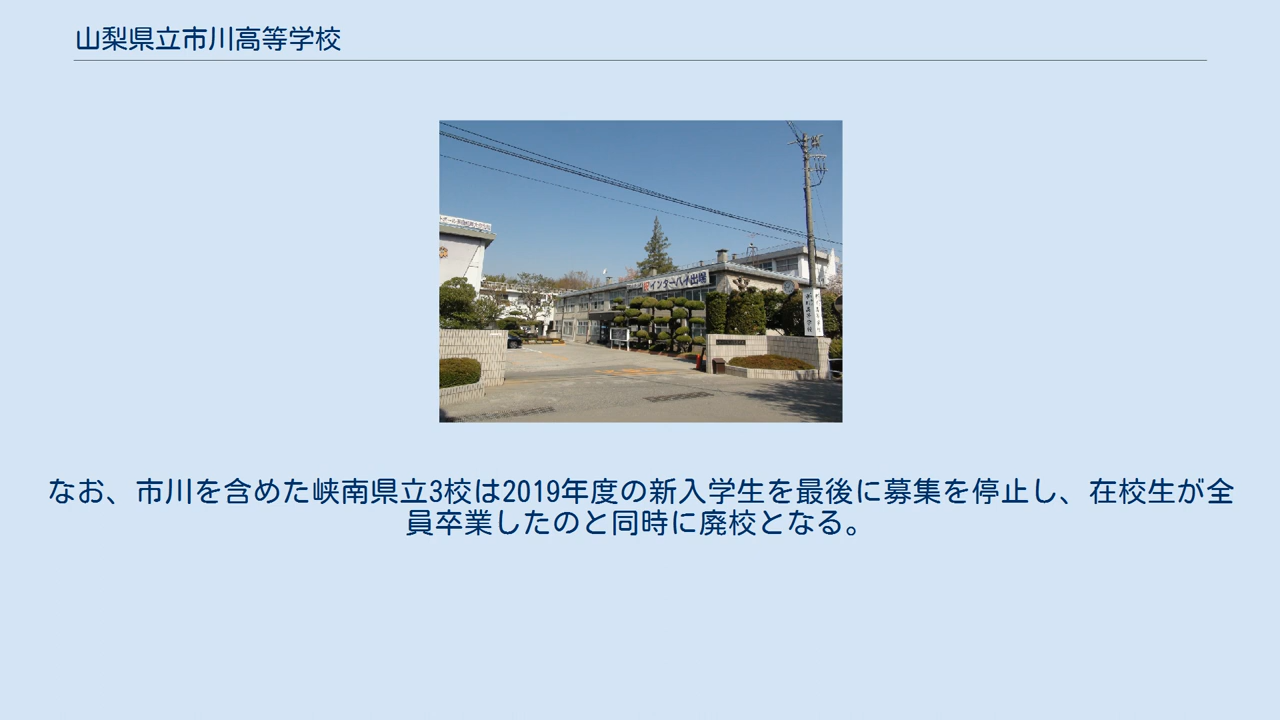 山梨県立市川高等学校
インターハイ出場
なお、市川を含めた峡南県立3校は2019年度の新入学生を最後に募集を停止し、在校生が全
員卒業したのと同時に廃校となる。